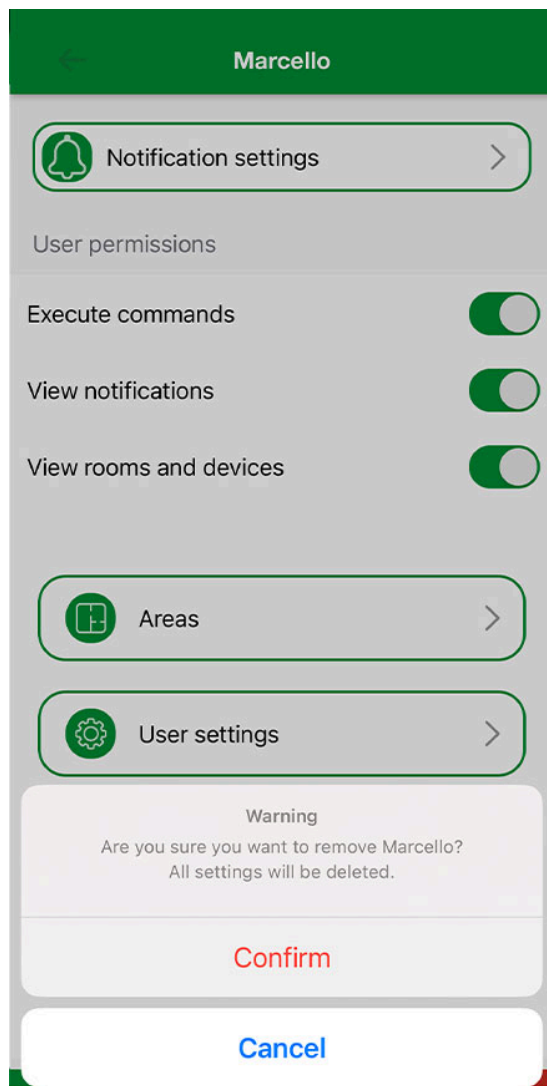 Marcello
Notification settings
User permissions
Execute commands
View notifications
View rooms and devices
Areas
User settings
Warning
Are you sure you want to remove Marcello?
All settings will be deleted.
Confirm
Cancel